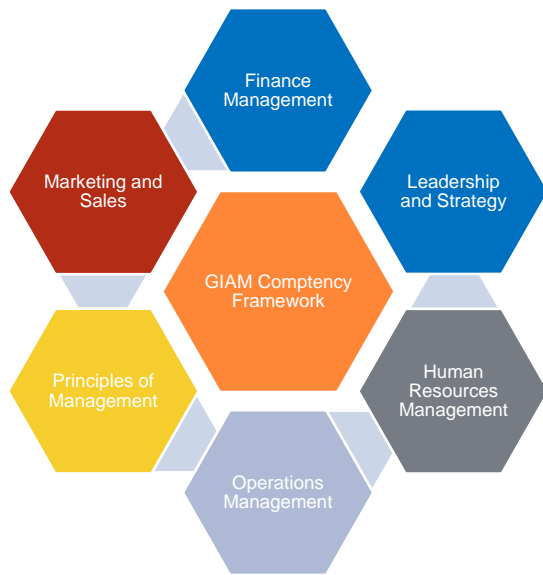 Finance
Management
Marketing and
Sales
Leadership
and Strategy
GIAM Comptency
Framework
Principles of
Management
Human
Resources
Management
Operations
Management